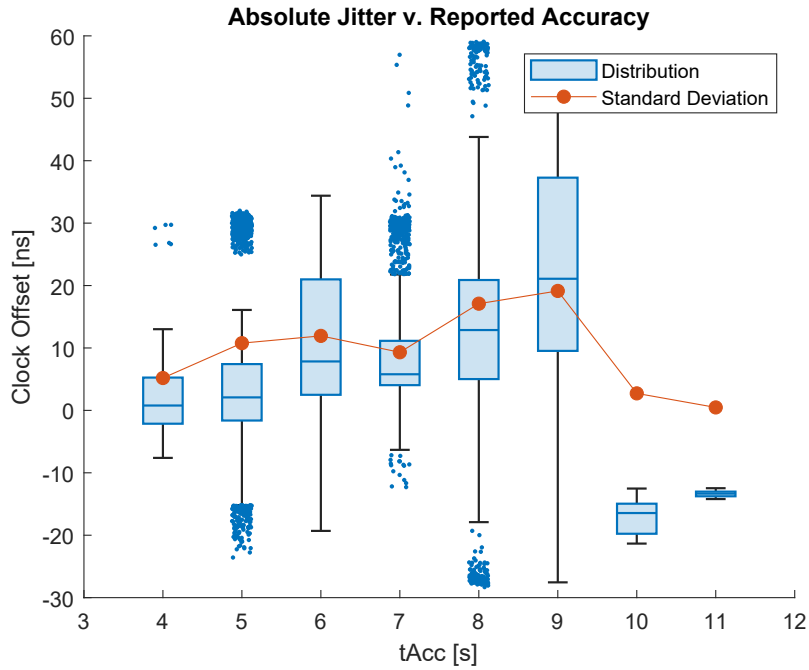 Absolute Jitter v. Reported Accuracy
60
50
40
30
20
10
0
-10
-20
-30
Clock Offset [ns]
Distribution
Standard Deviation
3 4 5 6 7 8 9 10 11 12
tAcc [s]